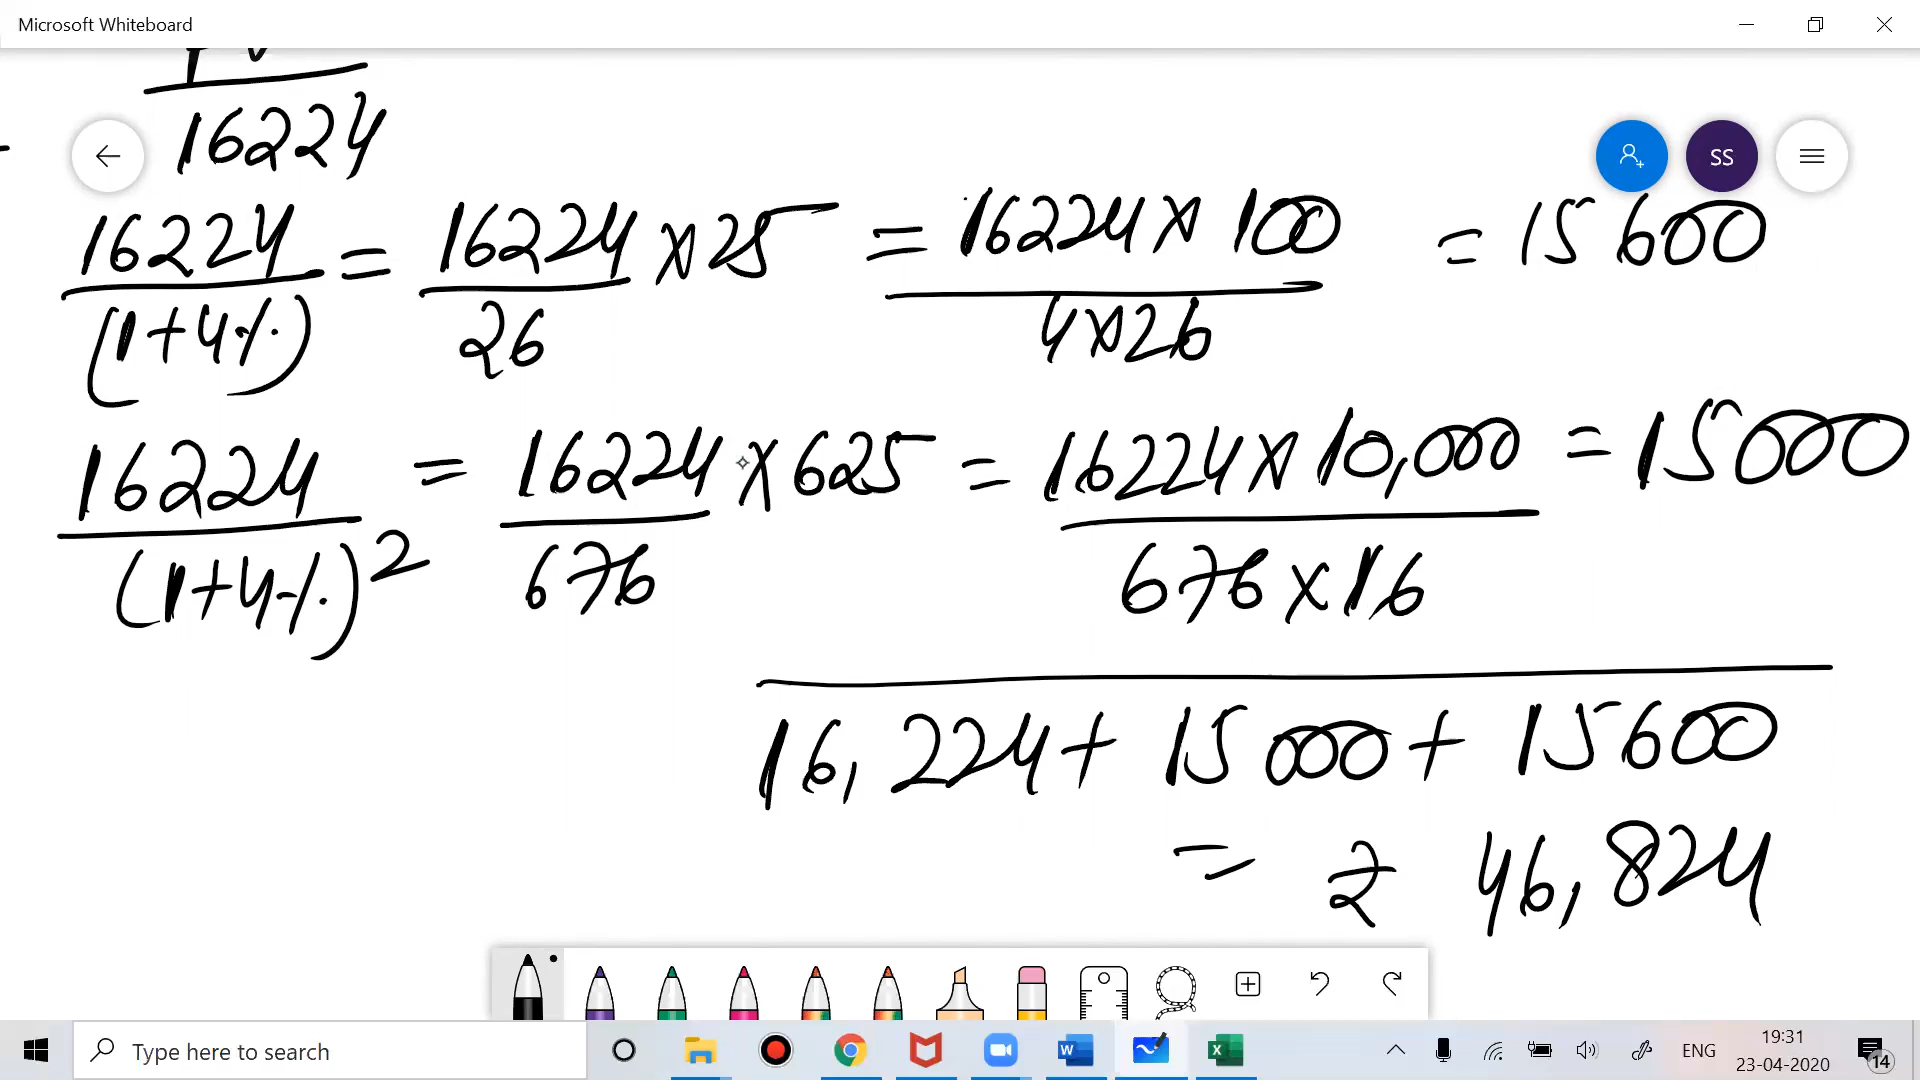 Microsoft Whiteboard
16224
SS
16224/(1+4%) = 16224/26 × 25 = 16224 × 100/4×26 = 15600
16224/(1+4%)² = 16224/676 × 625 = 16224 × 10,000/676 × 16 = 15000
16,224 + 15000 + 15600
= ₹ 46,824
Type here to search
ENG
19:31
23-04-2020
14